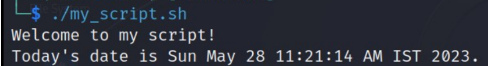 └─$ ./my_script.sh
Welcome to my script!
Today's date is Sun May 28 11:21:14 AM IST 2023.